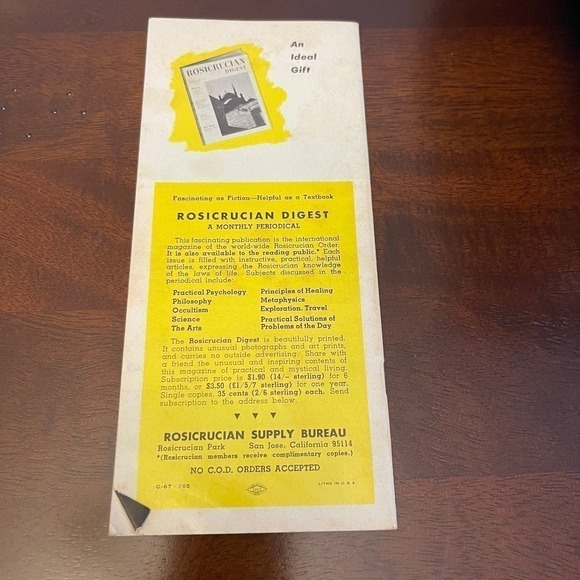 An
Ideal
Gift
ROSICRUCIAN
DIGEST
Fascinating as Fiction—Helpful as a Textbook
ROSICRUCIAN DIGEST
A MONTHLY PERIODICAL
This fascinating publication is the international
magazine of the world-wide Rosicrucian Order.
It is also available to the reading public.* Each
issue is filled with instructive, practical, helpful
articles, expressing the Rosicrucian knowledge
of the laws of life. Subjects discussed in the
periodical include:
Practical Psychology
Philosophy
Occultism
Science
The Arts
Principles of Healing
Metaphysics
Exploration, Travel
Practical Solutions of
Problems of the Day
The Rosicrucian Digest is beautifully printed.
It contains unusual photographs and art prints,
and carries no outside advertising. Share with
a friend the unusual and inspiring contents of
this magazine of practical and mystical living.
Subscription price is $1.90 (14/— sterling) for 6
months, or $3.50 (£1/5/7 sterling) for one year.
Single copies, 35 cents (2/6 sterling) each. Send
subscription to the address below.
ROSICRUCIAN SUPPLY BUREAU
Rosicrucian Park San Jose, California 95114
*(Rosicrucian members receive complimentary copies.)
NO C.O.D. ORDERS ACCEPTED
G-67 765 LITHO IN U.S.A.